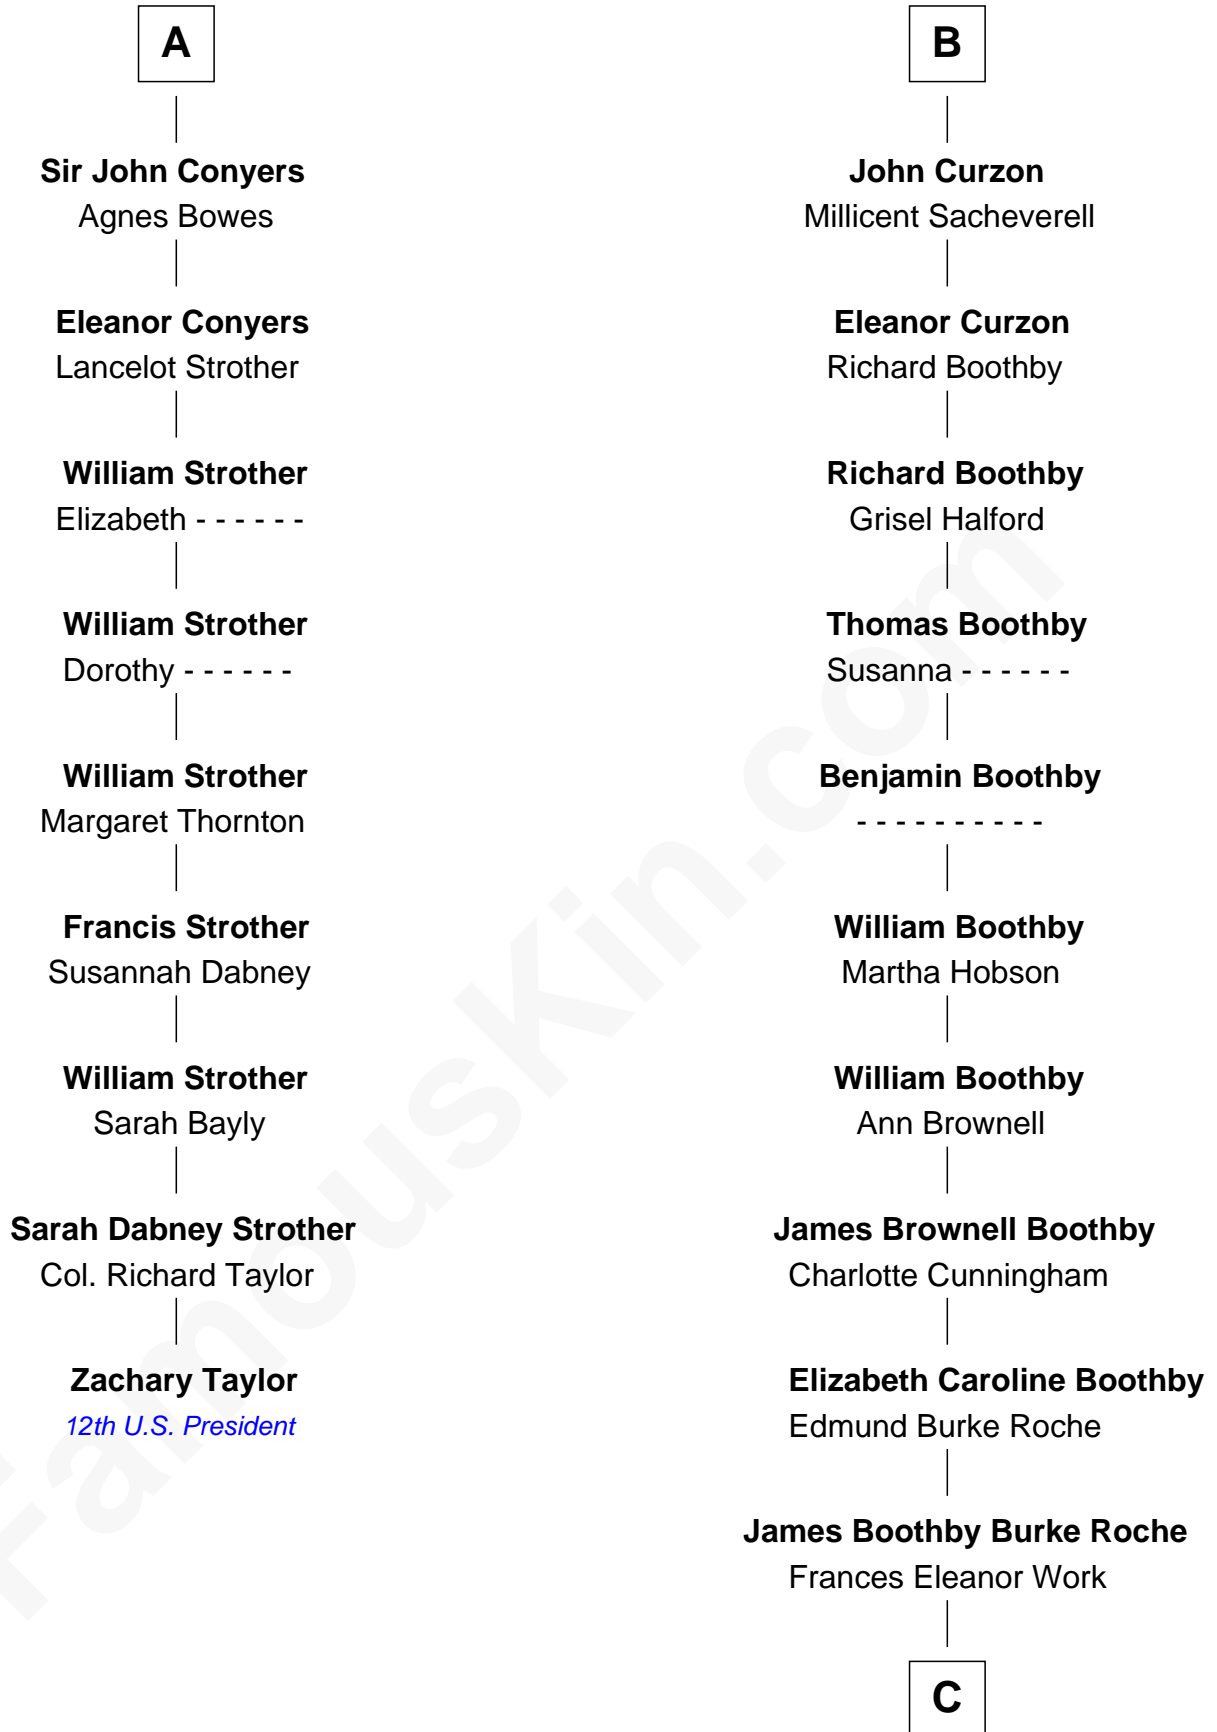 A
Sir John Conyers
Agnes Bowes
Eleanor Conyers
Lancelot Strother
William Strother
Elizabeth - - - - - -
William Strother
Dorothy - - - - - -
William Strother
Margaret Thornton
Francis Strother
Susannah Dabney
William Strother
Sarah Bayly
Sarah Dabney Strother
Col. Richard Taylor
Zachary Taylor
12th U.S. President
B
John Curzon
Millicent Sacheverell
Eleanor Curzon
Richard Boothby
Richard Boothby
Grisel Halford
Thomas Boothby
Susanna - - - - - -
Benjamin Boothby
- - - - - - - - - -
William Boothby
Martha Hobson
William Boothby
Ann Brownell
James Brownell Boothby
Charlotte Cunningham
Elizabeth Caroline Boothby
Edmund Burke Roche
James Boothby Burke Roche
Frances Eleanor Work
C
FamousKin.com